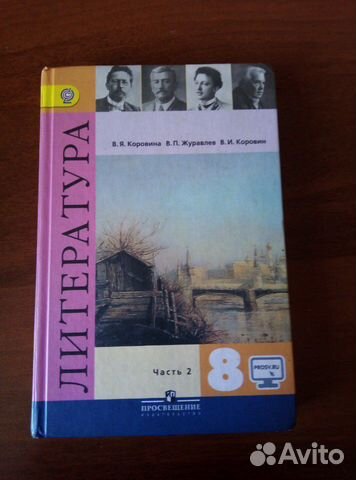 В.Я. Коровина В.П. Журавлев В.И. Коровин
ЛИТЕРАТУРА
Часть 2
8
PROSV.RU
ПРОСВЕЩЕНИЕ
ИЗДАТЕЛЬСТВО
Avito